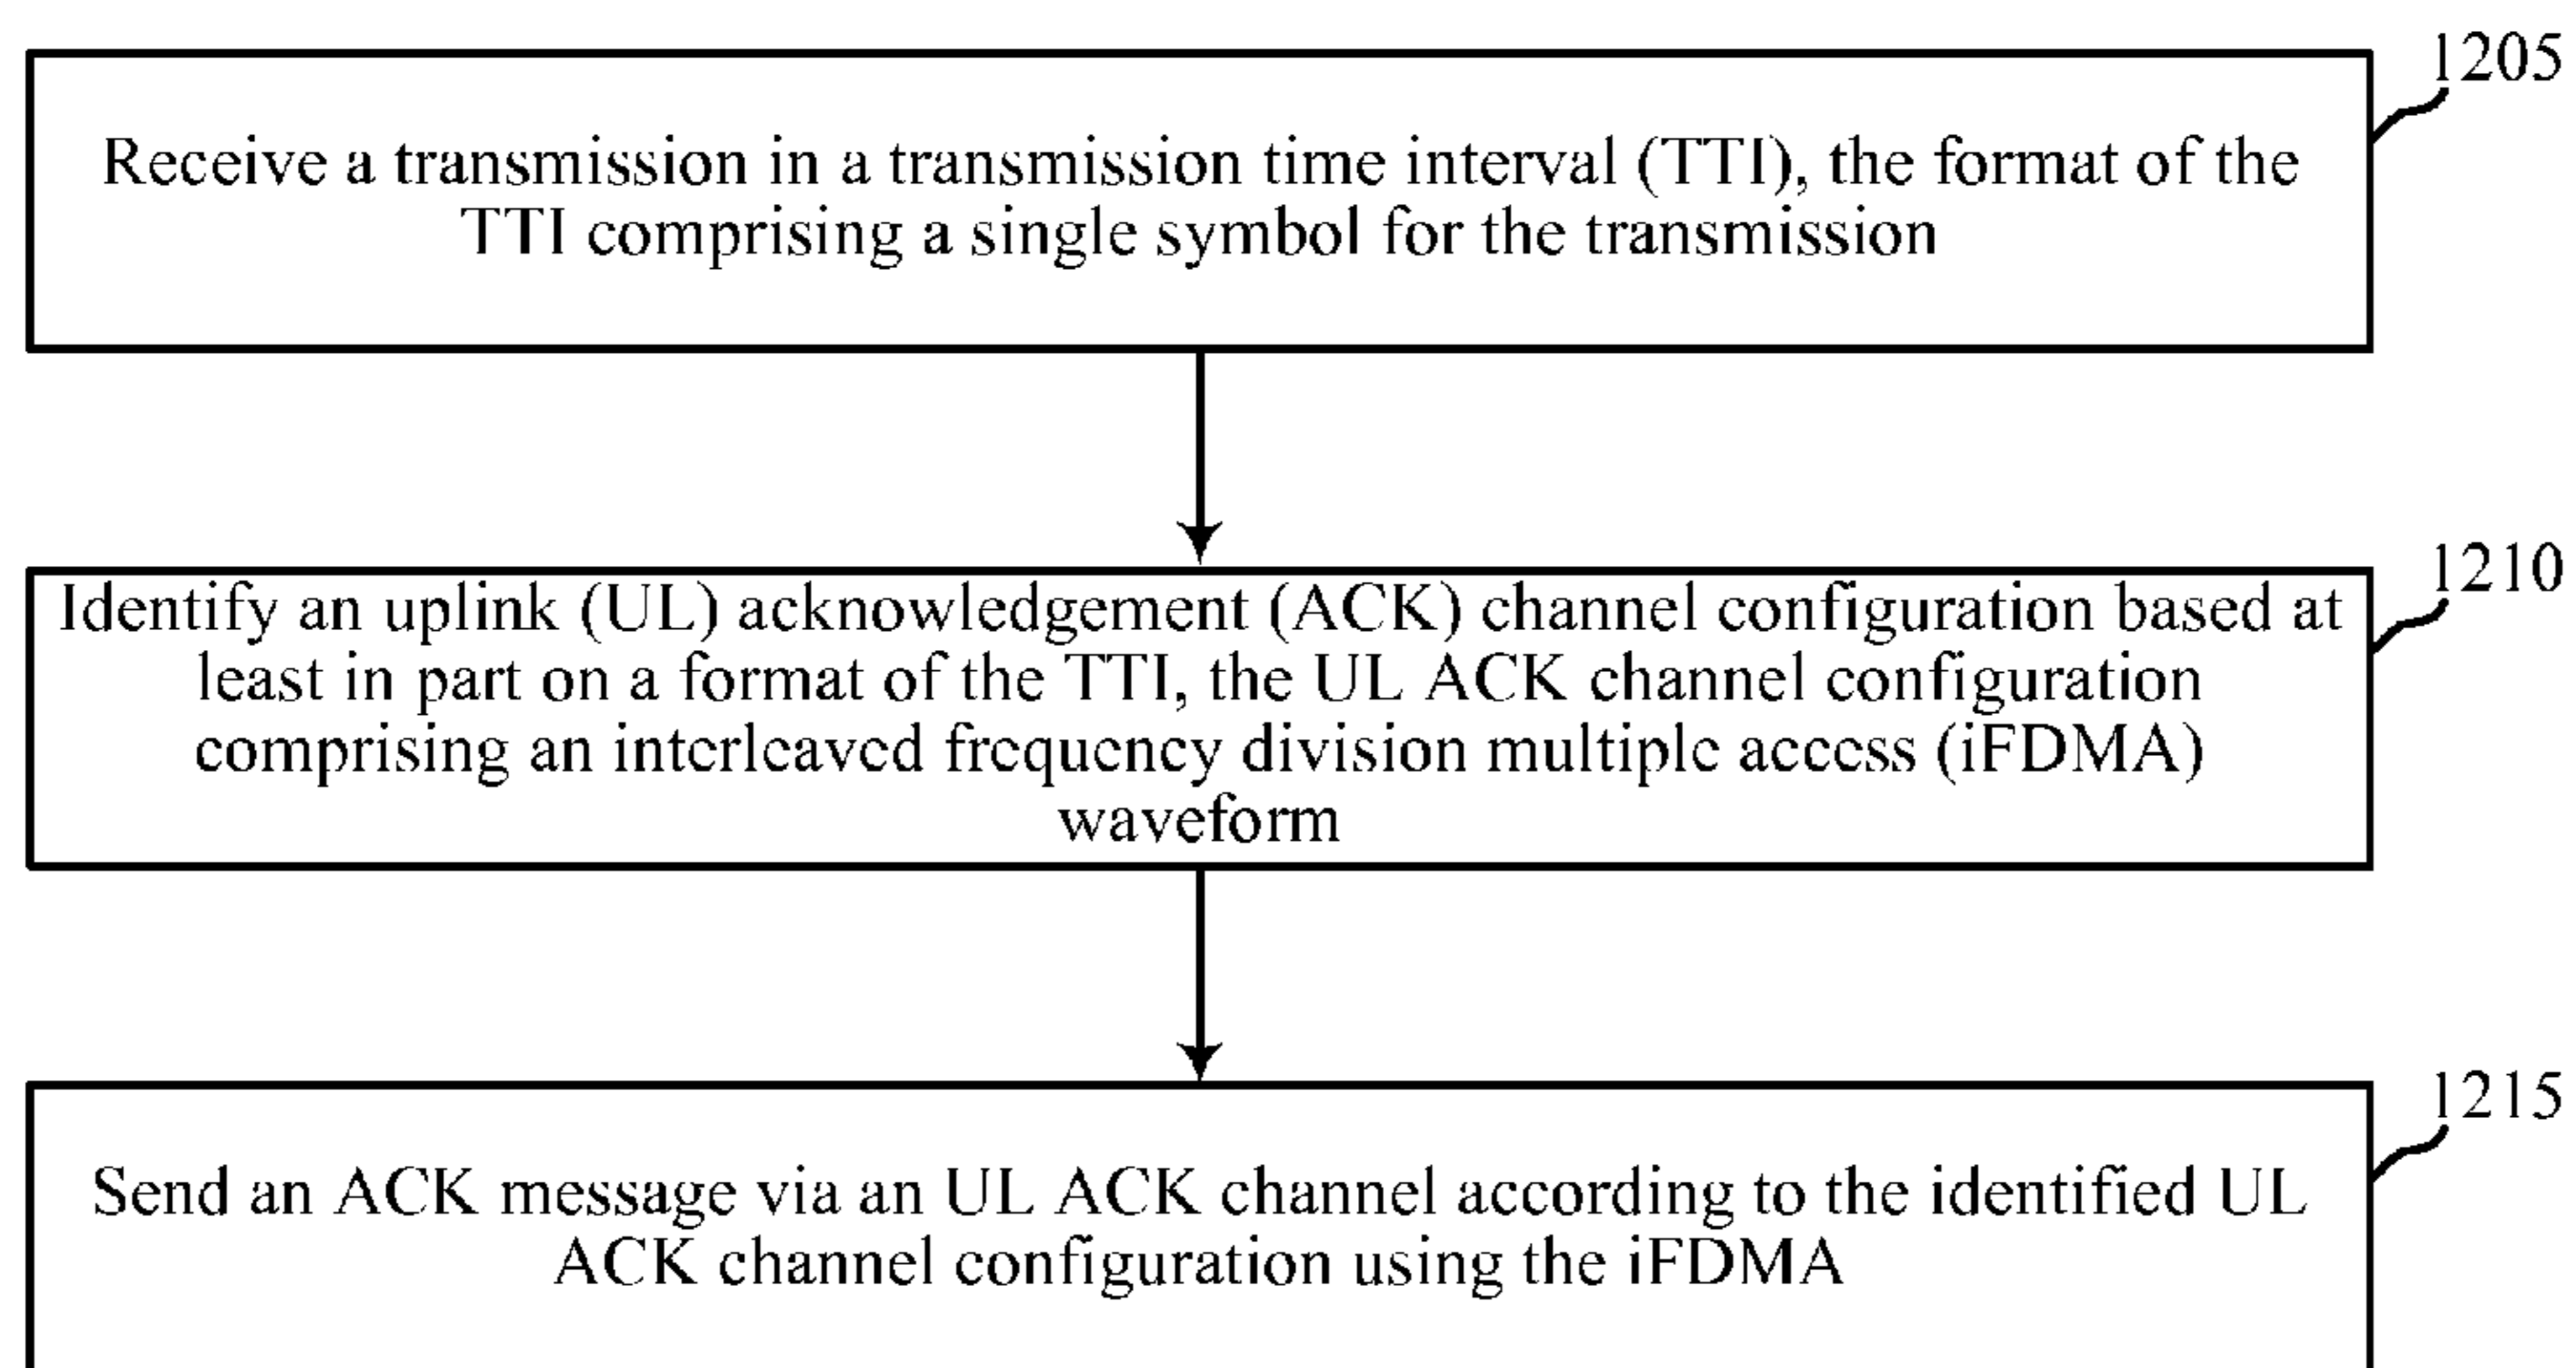 1205
Receive a transmission in a transmission time interval (TTI), the format of the
TTI comprising a single symbol for the transmission
1210
Identify an uplink (UL) acknowledgement (ACK) channel configuration based at
least in part on a format of the TTI, the UL ACK channel configuration
comprising an interleaved frequency division multiple access (iFDMA)
waveform
1215
Send an ACK message via an UL ACK channel according to the identified UL
ACK channel configuration using the iFDMA